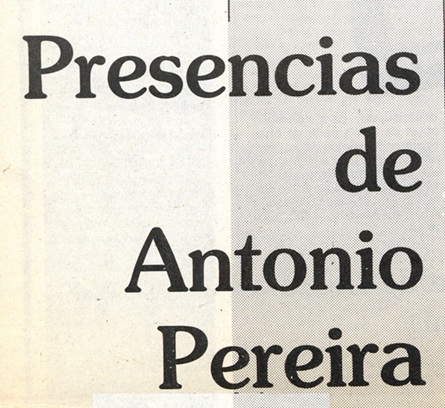 Presencias
de
Antonio
Pereira